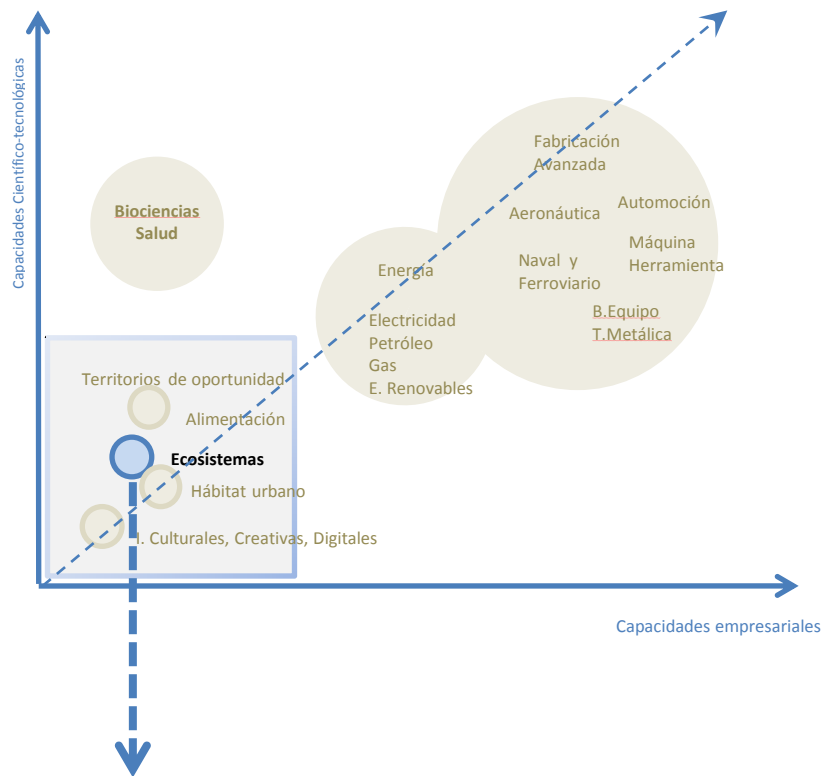 Capacidades Científico-tecnológicas
Fabricación
Avanzada
Aeronáutica
Automoción
Naval y
Ferroviario
Máquina
Herramienta
B.Equipo
T.Metálica
Biociencias
Salud
Energía
Electricidad
Petróleo
Gas
E. Renovables
Territorios de oportunidad
Alimentación
Ecosistemas
Hábitat urbano
I. Culturales, Creativas, Digitales
Capacidades empresariales